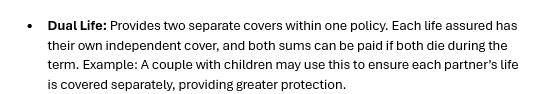 • Dual Life: Provides two separate covers within one policy. Each life assured has
their own independent cover, and both sums can be paid if both die during the
term. Example: A couple with children may use this to ensure each partner's life
is covered separately, providing greater protection.